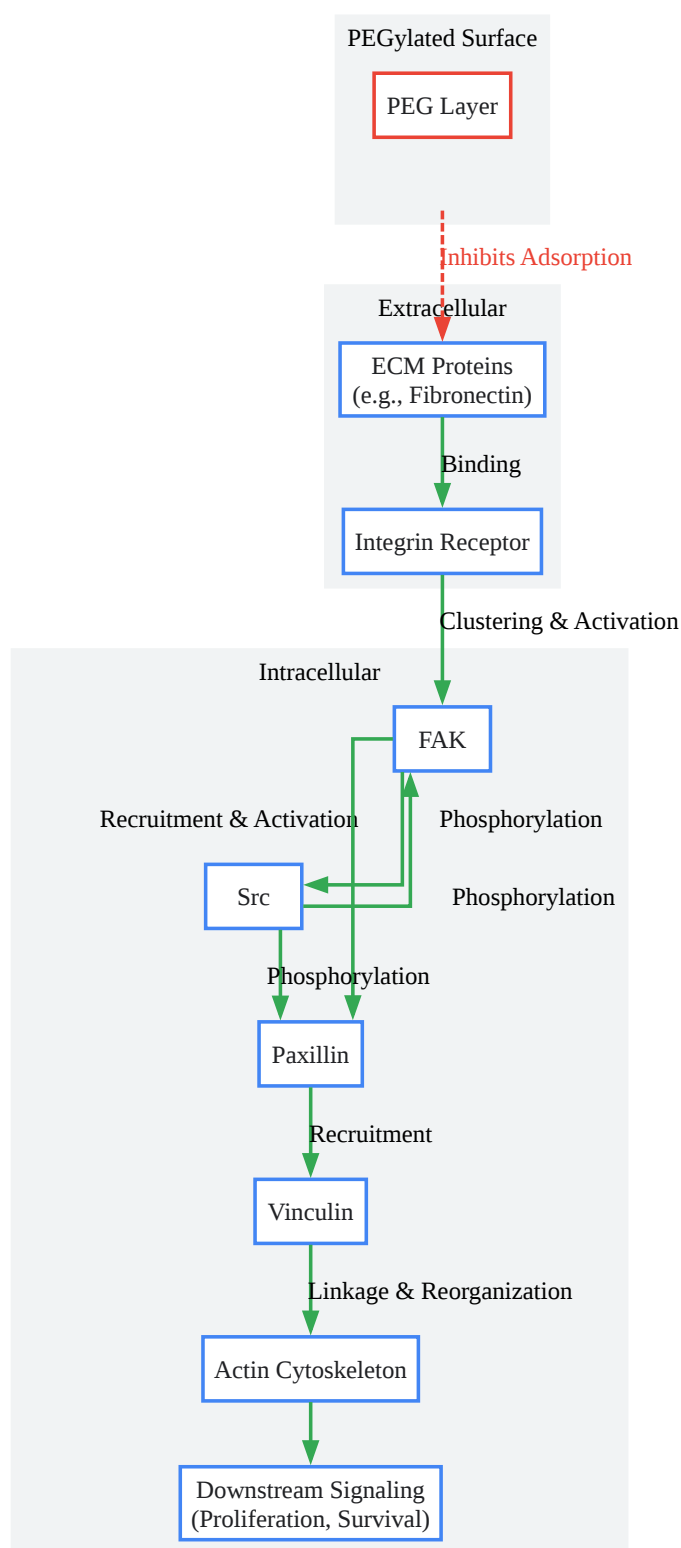 PEGylated Surface
PEG Layer
Inhibits Adsorption
Extracellular
ECM Proteins
(e.g., Fibronectin)
Binding
Integrin Receptor
Clustering & Activation
Intracellular
FAK
Recruitment & Activation
Phosphorylation
Src
Phosphorylation
Phosphorylation
Paxillin
Recruitment
Vinculin
Linkage & Reorganization
Actin Cytoskeleton
Downstream Signaling
(Proliferation, Survival)